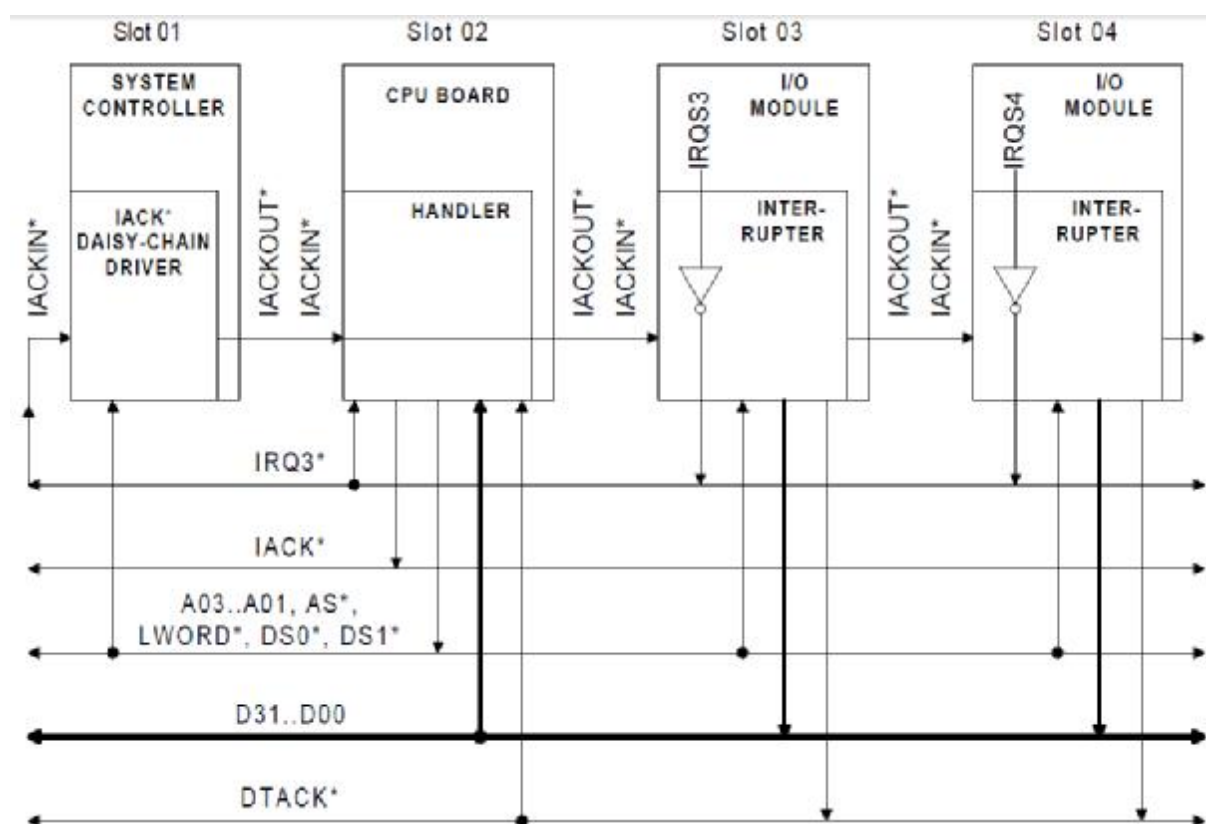 Slot 01
Slot 02
Slot 03
Slot 04
SYSTEM
CONTROLLER
CPU BOARD
I/O
MODULE
I/O
MODULE
IRQS3
IRQS4
IACKIN*
IACK*
DAISY-CHAIN
DRIVER
IACKOUT*
IACKIN*
HANDLER
IACKOUT*
IACKIN*
INTER-
RUPTER
IACKOUT*
IACKIN*
INTER-
RUPTER
IRQ3*
IACK*
A03..A01, AS*,
LWORD*, DS0*, DS1*
D31..D00
DTACK*